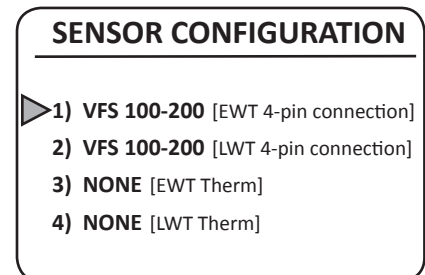 SENSOR CONFIGURATION
1) VFS 100-200 [EWT 4-pin connection]
2) VFS 100-200 [LWT 4-pin connection]
3) NONE [EWT Therm]
4) NONE [LWT Therm]